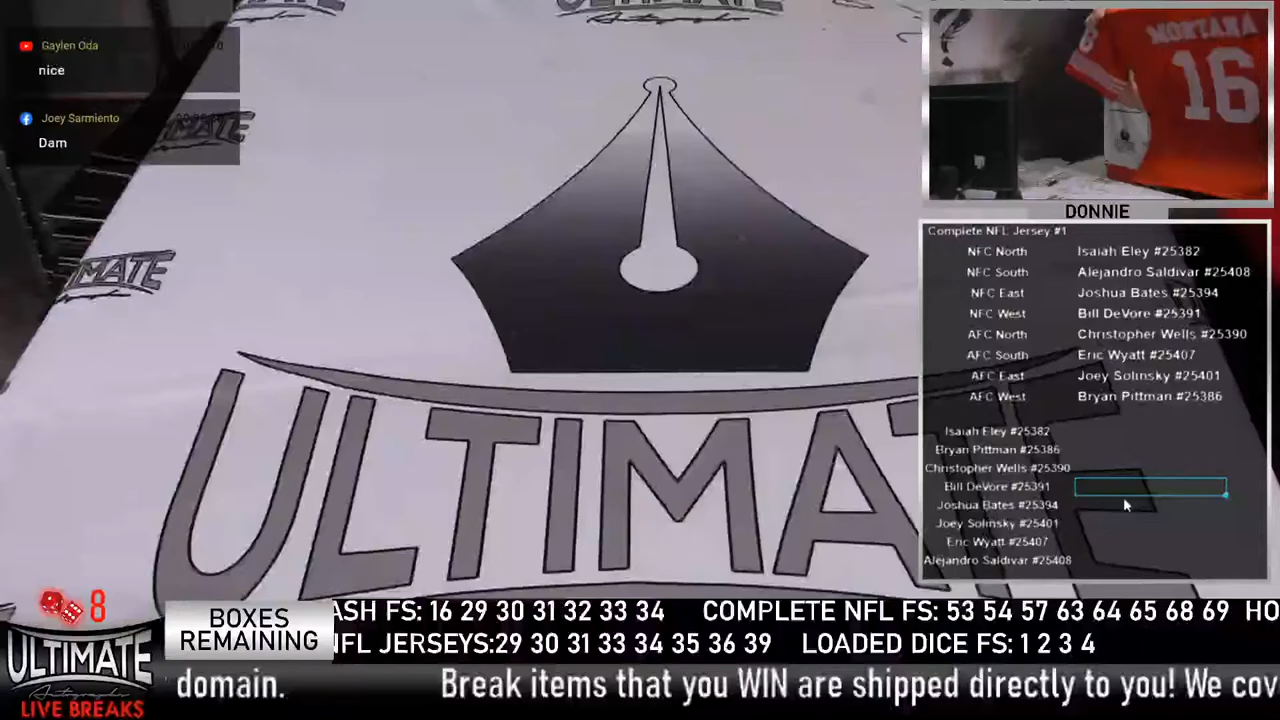 Gaylen Oda
nice
Joey Sarmiento
Dam
MATE
MONTANA
16
DONNIE
Complete NFL Jersey #1
NFC North Isaiah Eley #25382
NFC South Alejandro Saldivar #25408
NFC East Joshua Bates #25394
NFC West Bill DeVore #25391
AFC North Christopher Wells #25390
AFC South Eric Wyatt #25407
AFC East Joey Solinsky #25401
AFC West Bryan Pittman #25386
Isaiah Eley #25382
Bryan Pittman #25386
Christopher Wells #25390
Bill DeVore #25391
Joshua Bates #25394
Joey Solinsky #25401
Eric Wyatt #25407
Alejandro Saldivar #25408
ULTIMATE
8
BOXES REMAINING
ASH FS: 16 29 30 31 32 33 34 COMPLETE NFL FS: 53 54 57 63 64 65 68 69 HO
NFL JERSEYS:29 30 31 33 34 35 36 39 LOADED DICE FS: 1 2 3 4
ULTIMATE
Autographs
LIVE BREAKS
domain. Break items that you WIN are shipped directly to you! We cov